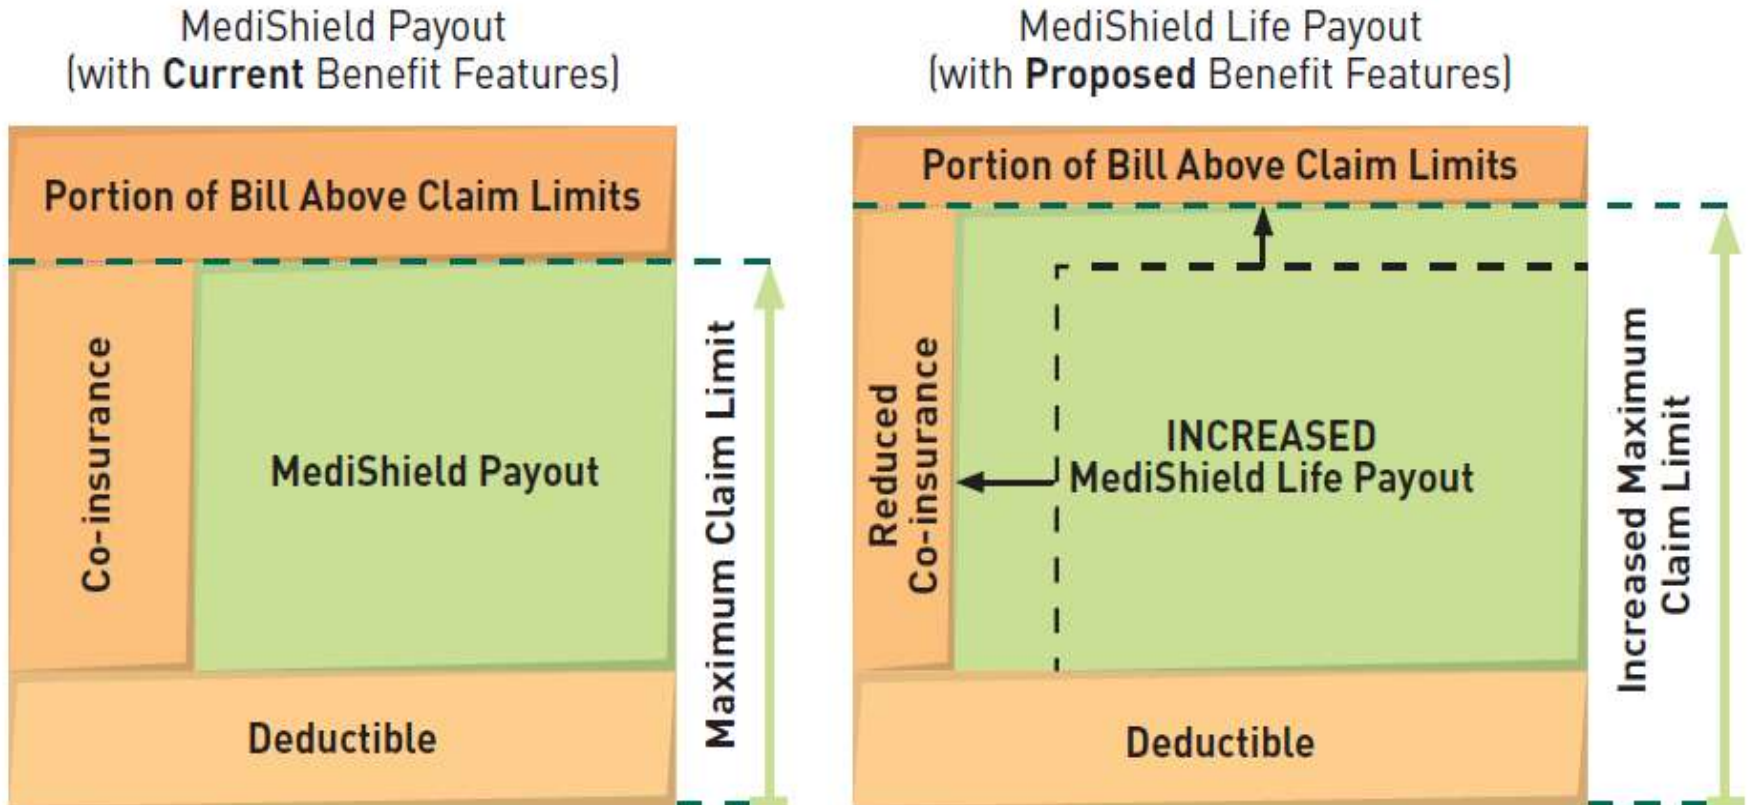 MediShield Payout
(with Current Benefit Features)
Portion of Bill Above Claim Limits
Co-insurance
MediShield Payout
Maximum Claim Limit
Deductible
MediShield Life Payout
(with Proposed Benefit Features)
Portion of Bill Above Claim Limits
Reduced
Co-insurance
INCREASED
MediShield Life Payout
Increased Maximum
Claim Limit
Deductible